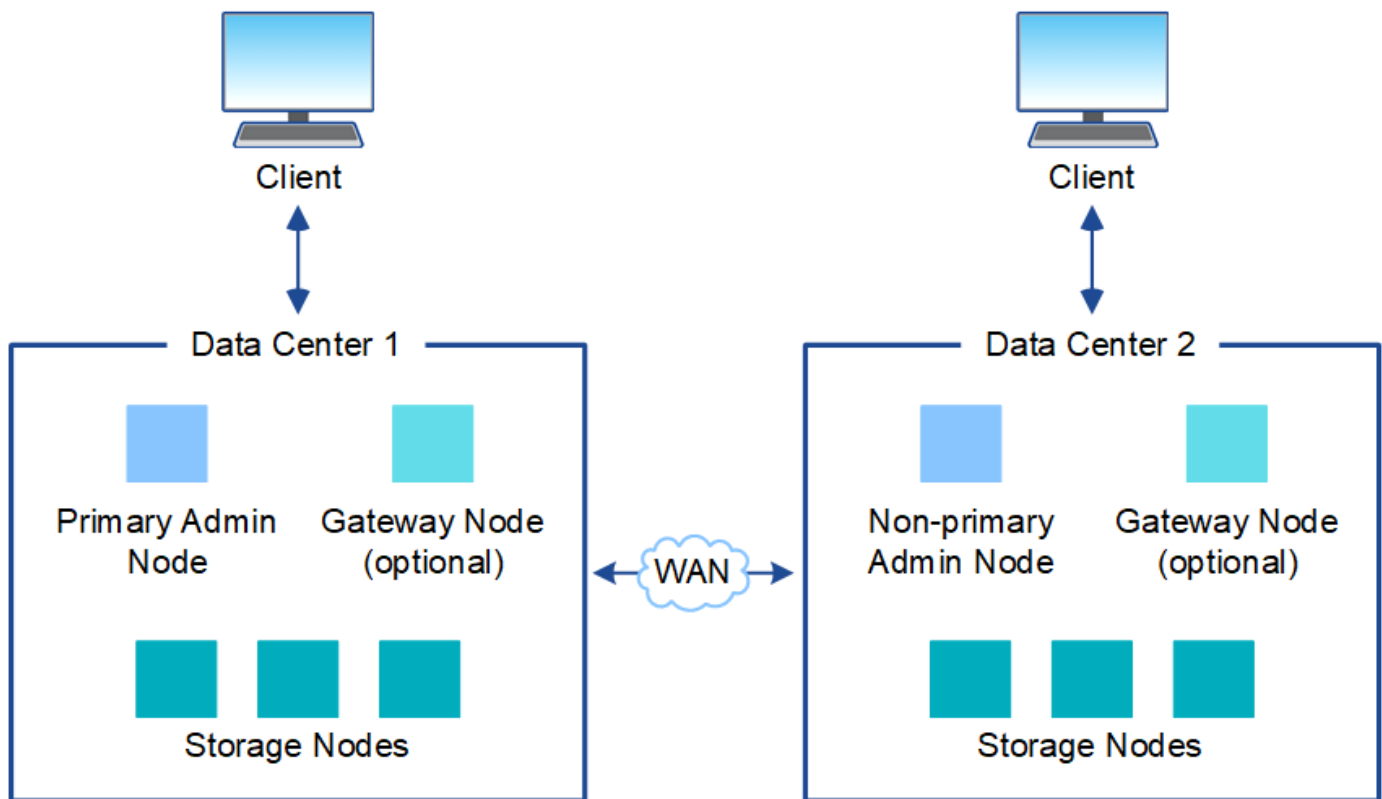 Client
Client
Data Center 1
Data Center 2
Primary Admin
Node
Gateway Node
(optional)
Non-primary
Admin Node
Gateway Node
(optional)
WAN
Storage Nodes
Storage Nodes